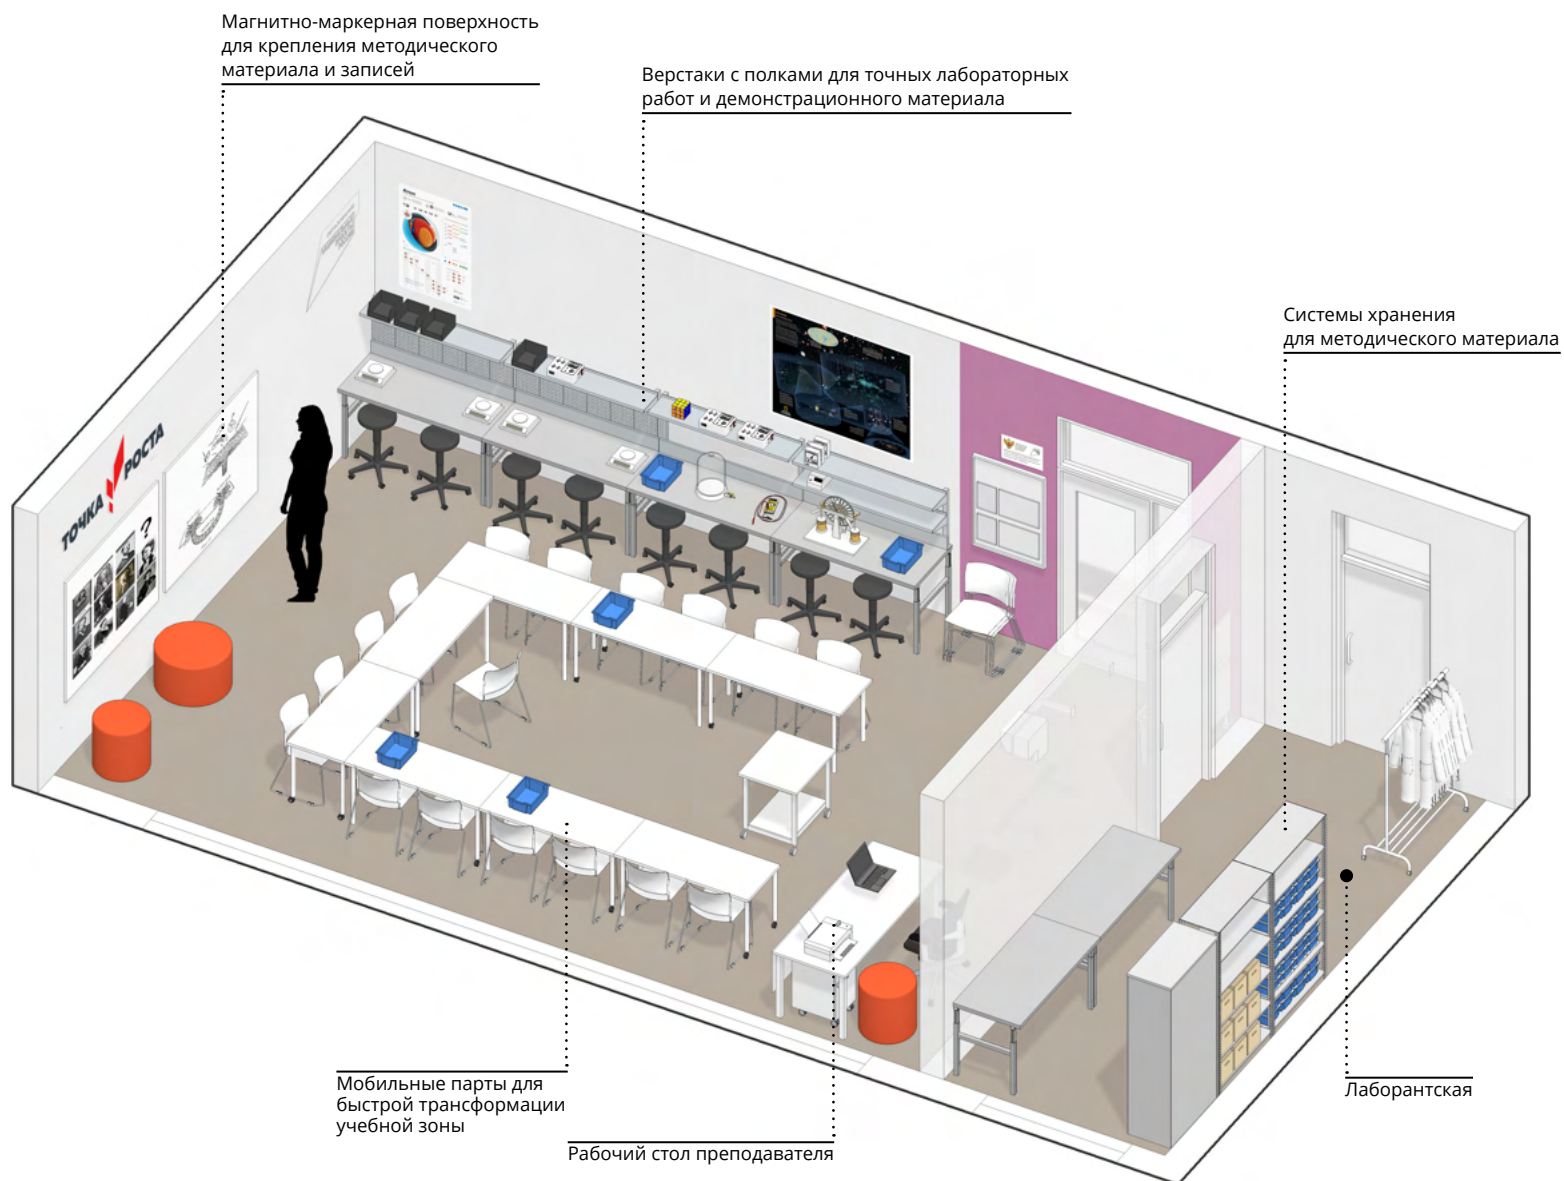 Магнитно-маркерная поверхность
для крепления методического
материала и записей
Верстаки с полками для точных лабораторных
работ и демонстрационного материала
Системы хранения
для методического материала
ТОЧКА РОСТА
?
Мобильные парты для
быстрой трансформации
учебной зоны
Рабочий стол преподавателя
Лаборантская